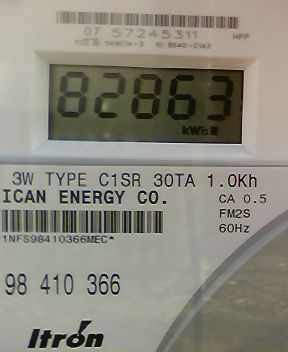 07 57245311 HPP
82863
kWh
3W TYPE C1SR 30TA 1.0Kh
ICAN ENERGY CO. CA 0.5
FM2S
1NFS98410366MEC* 60Hz
98 410 366
Itron